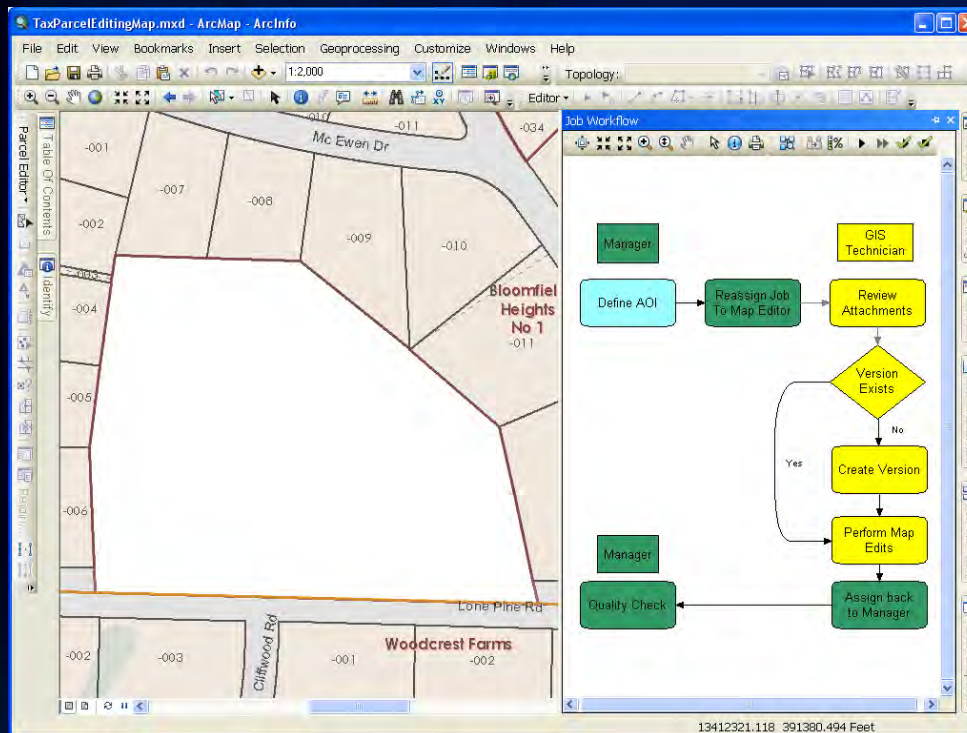 TaxParcelEditingMap.mxd - ArcMap - ArcInfo
File Edit View Bookmarks Insert Selection Geoprocessing Customize Windows Help
1:2,000
Topology:
Editor
Job Workflow
Parcel Editor
Table Of Contents
Identify
-010
-011
-034
Mc Ewen Dr
-001
-007
-008
-002
-009
-010
-003
-004
Bloomfiel
Heights
No 1
-011
-005
-006
Lone Pine Rd
Cliffwood Rd
Woodcrest Farms
-002
-003
-001
-002
Manager
GIS
Technician
Define AOI
Reassign Job
To Map Editor
Review
Attachments
Version
Exists
No
Yes
Create Version
Perform Map
Edits
Manager
Quality Check
Assign back
to Manager
13412321.118 391380.494 Feet